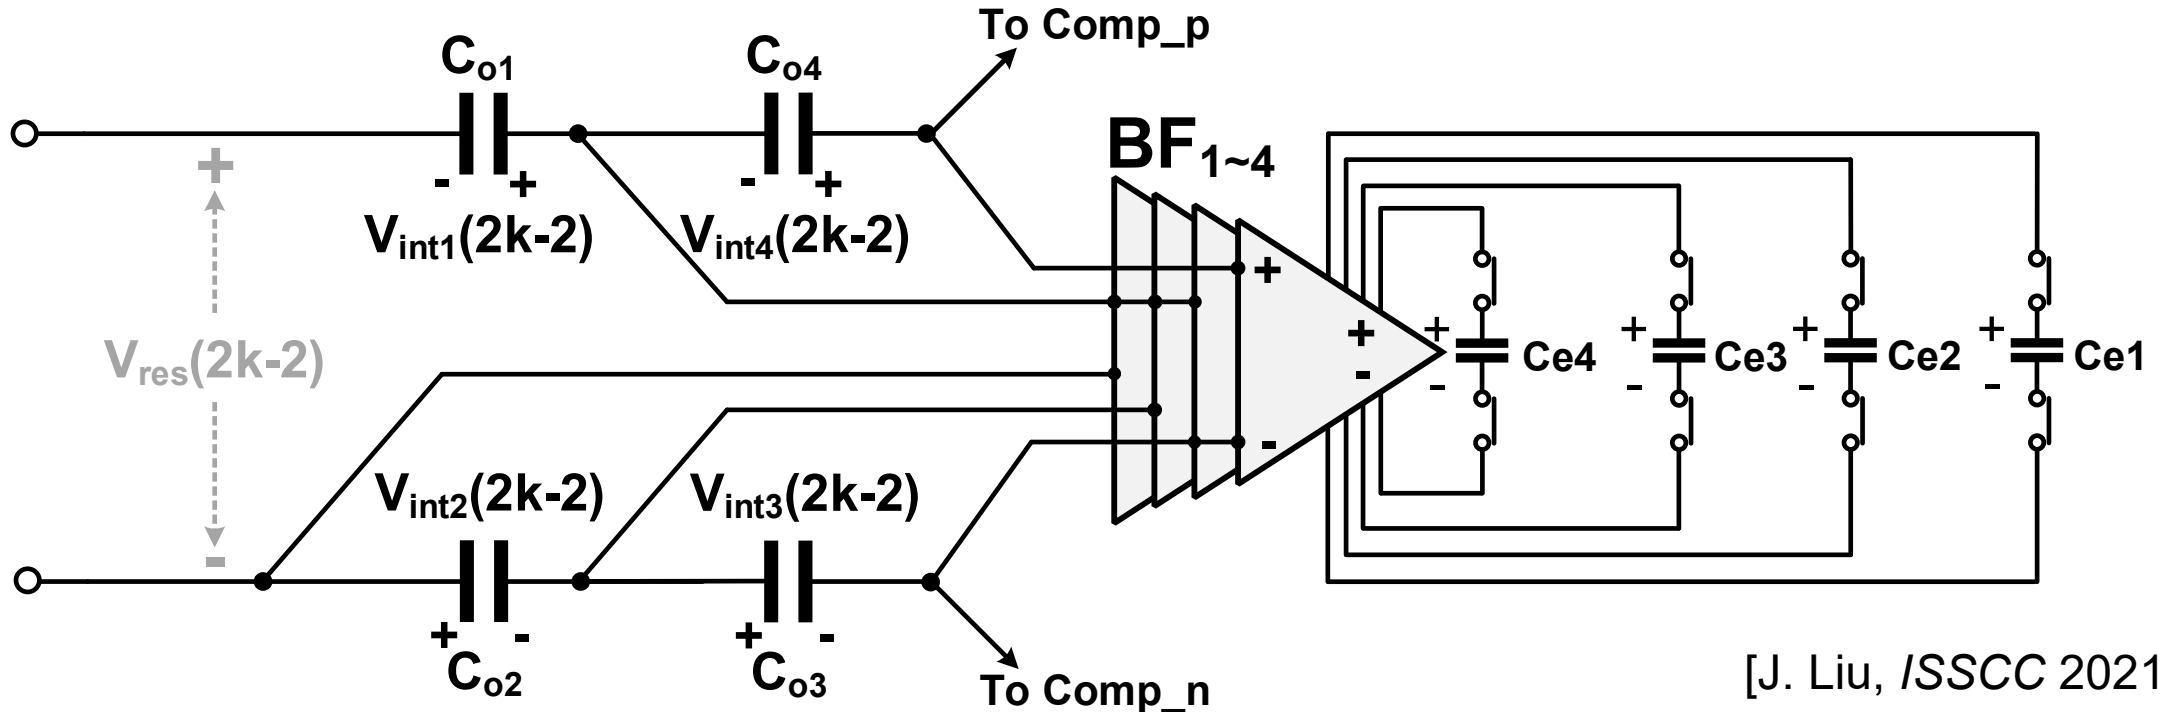 To Comp_p
Co1
Co4
BF1~4
+
- +
- +
Vint1(2k-2)
Vint4(2k-2)
+
+
-
+
-
+
-
+
-
+
-
Ce4
Ce3
Ce2
Ce1
Vres(2k-2)
-
-
Vint2(2k-2)
Vint3(2k-2)
+ -
+ -
Co2
Co3
To Comp_n
[J. Liu, ISSCC 2021